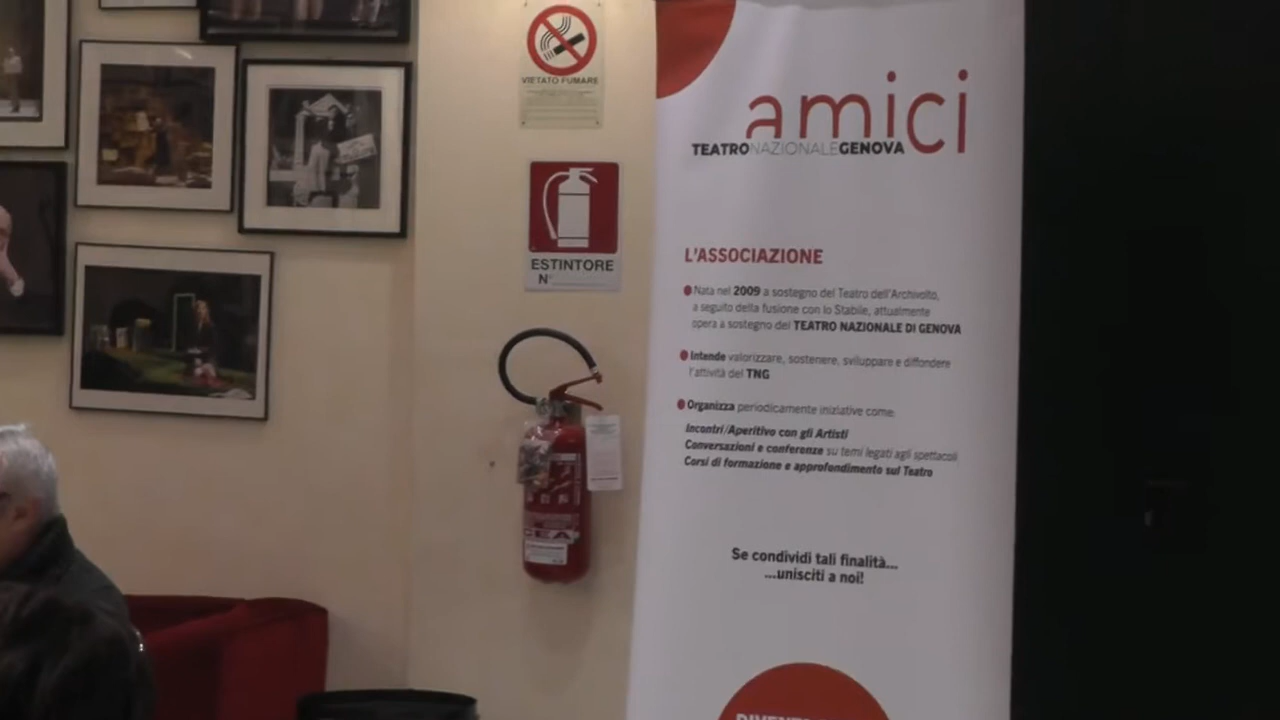 VIETATO FUMARE
ESTINTORE
N°
amici
TEATRONAZIONALEGENOVA
L'ASSOCIAZIONE
Nata nel 2009 a sostegno del Teatro dell'Archivolto,
a seguito della fusione con lo Stabile, attualmente
opera a sostegno del TEATRO NAZIONALE DI GENOVA
Intende valorizzare, sostenere, sviluppare e diffondere
l'attività del TNG
Organizza periodicamente iniziative come:
Incontri/Aperitivo con gli Artisti
Conversazioni e conferenze su temi legati agli spettacoli
Corsi di formazione e approfondimento sul Teatro
Se condividi tali finalità...
...unisciti a noi!